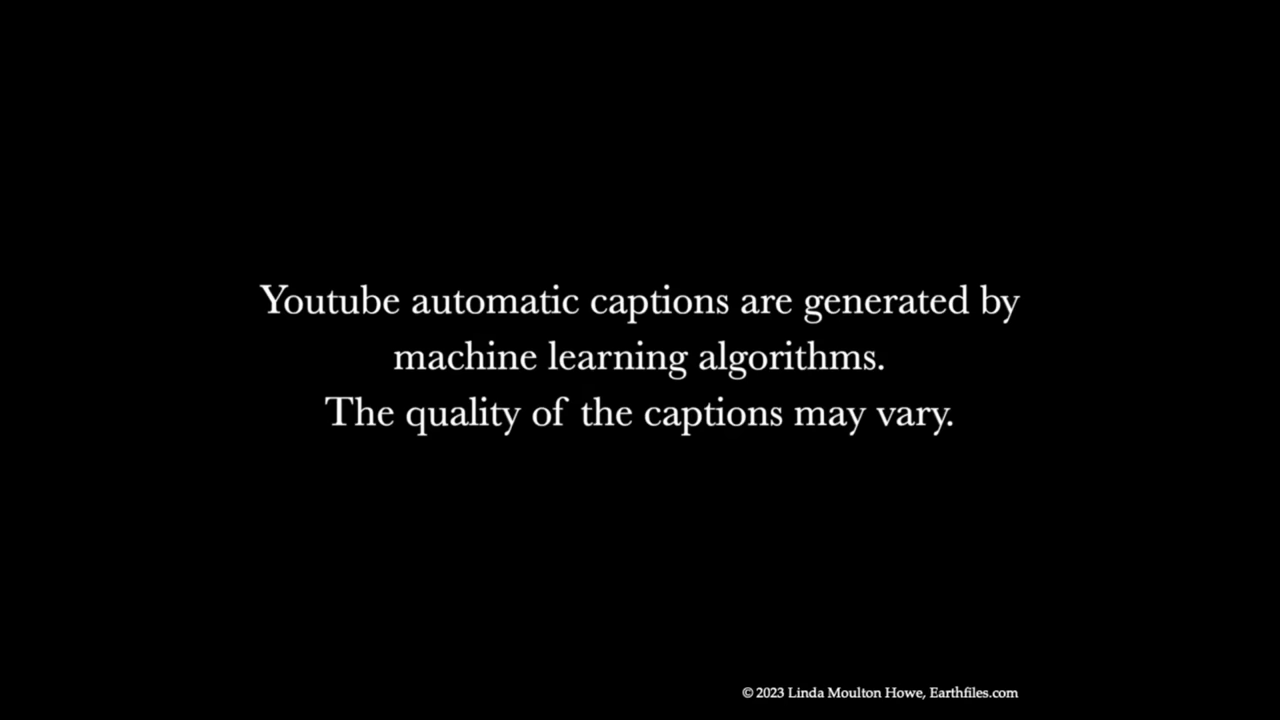 Youtube automatic captions are generated by
machine learning algorithms.
The quality of the captions may vary.
© 2023 Linda Moulton Howe, Earthfiles.com